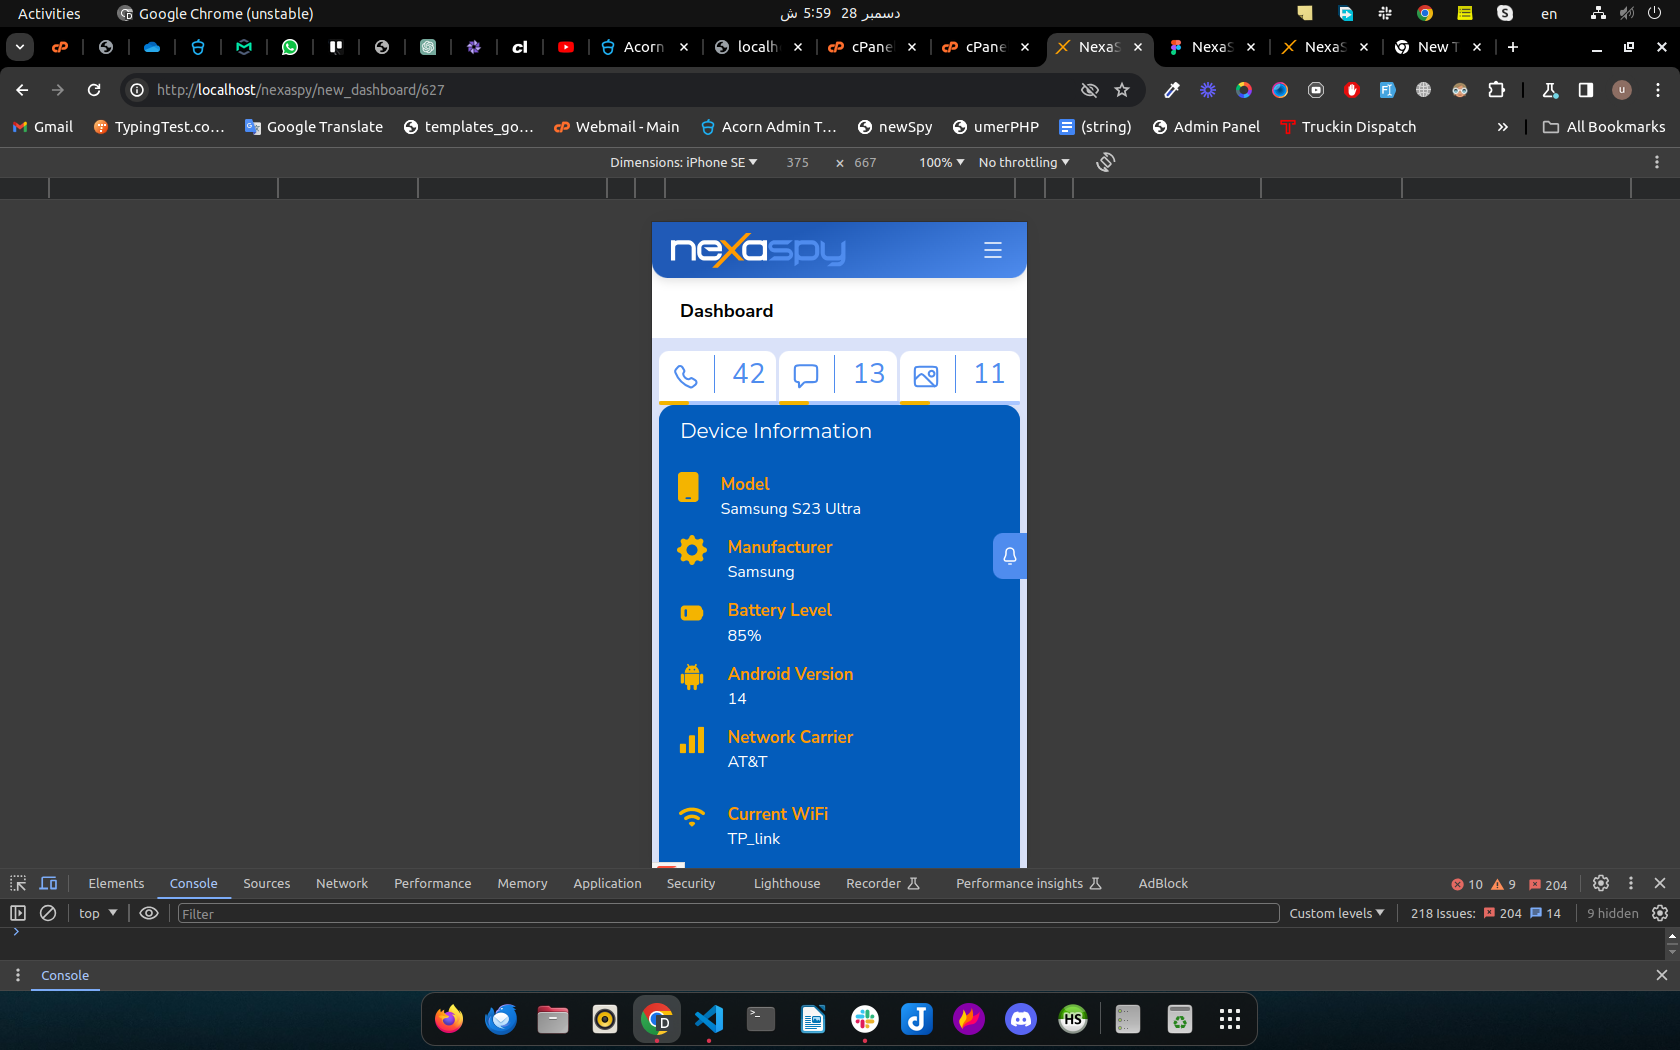 Activities
Google Chrome (unstable)
28 دسمبر  5:59 ش
en
Acorn
localh
cPane
cPane
NexaS
NexaS
NexaS
New T
http://localhost/nexaspy/new_dashboard/627
Gmail
TypingTest.co...
Google Translate
templates_go...
Webmail - Main
Acorn Admin T...
newSpy
umerPHP
(string)
Admin Panel
Truckin Dispatch
All Bookmarks
Dimensions: iPhone SE
375 × 667
100%
No throttling
nexaspy
Dashboard
42
13
11
Device Information
Model
Samsung S23 Ultra
Manufacturer
Samsung
Battery Level
85%
Android Version
14
Network Carrier
AT&T
Current WiFi
TP_link
Elements
Console
Sources
Network
Performance
Memory
Application
Security
Lighthouse
Recorder
Performance insights
AdBlock
10
9
204
top
Filter
Custom levels
218 Issues:
204
14
9 hidden
Console